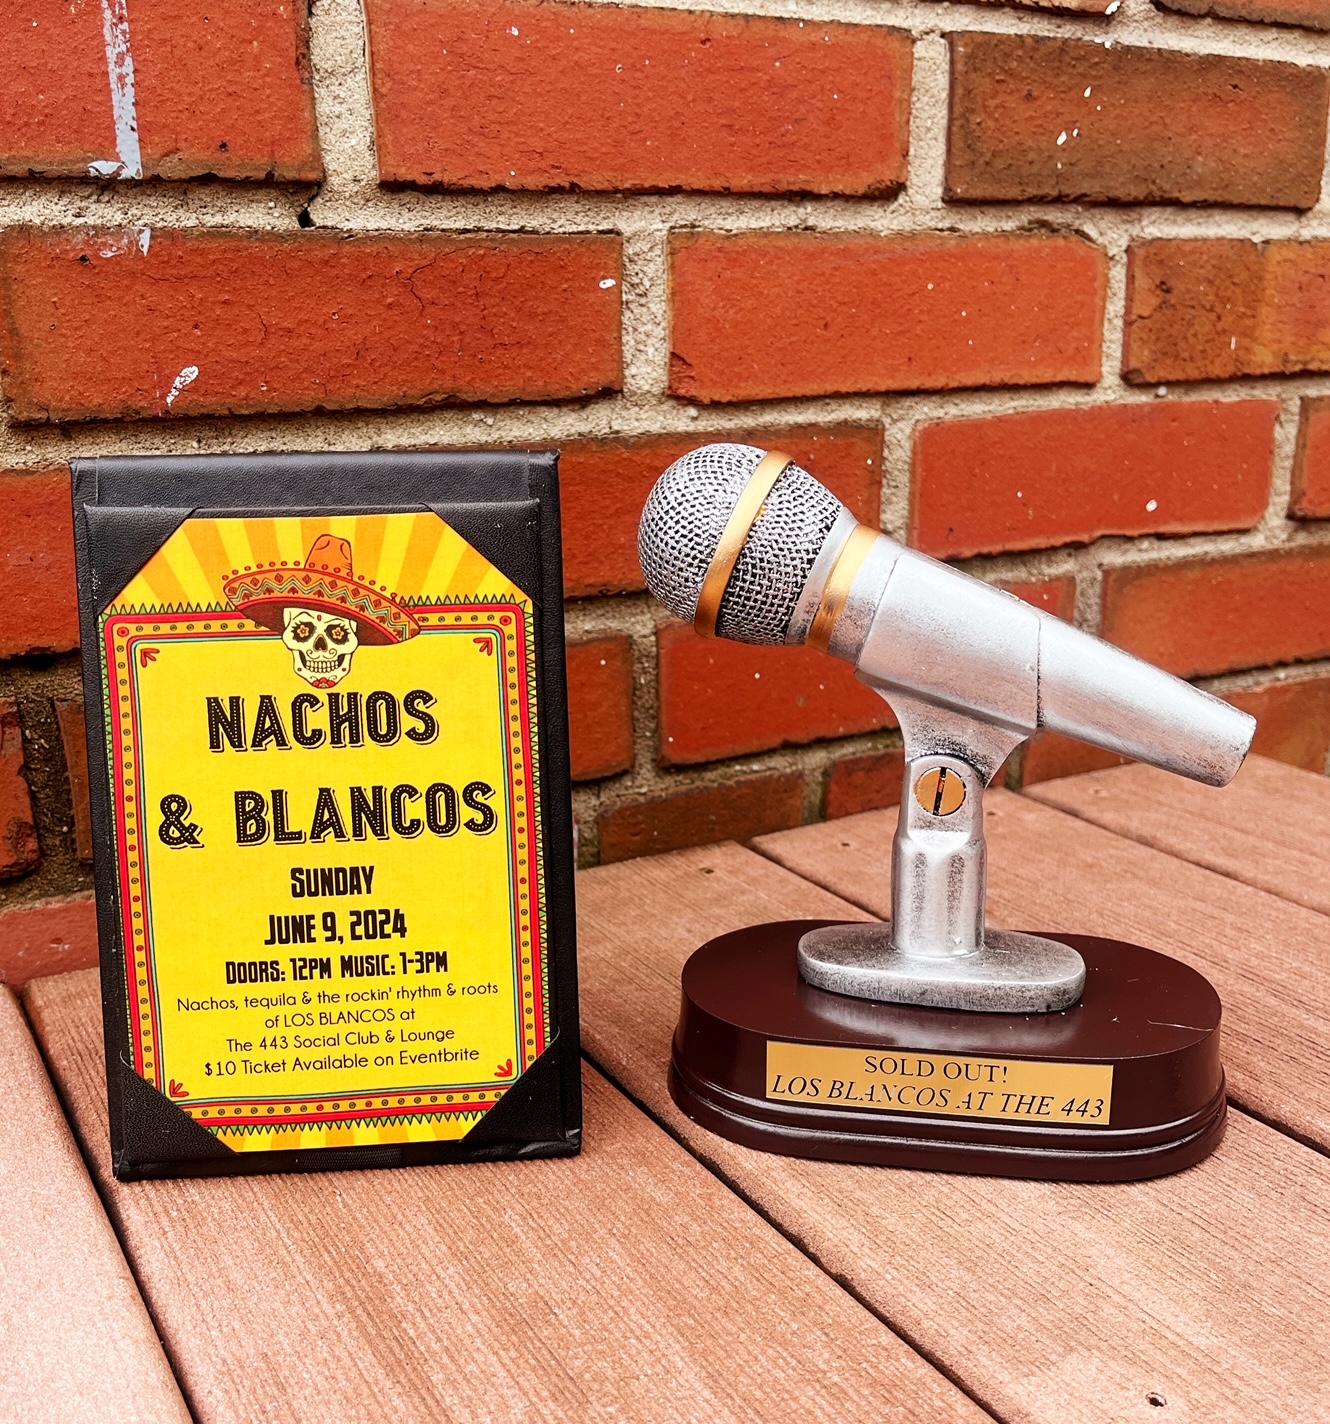 NACHOS
& BLANCOS
SUNDAY
JUNE 9, 2024
DOORS: 12PM MUSIC: 1-3PM
Nachos, tequila & the rockin' rhythm & roots
of LOS BLANCOS at
The 443 Social Club & Lounge
$10 Ticket Available on Eventbrite
SOLD OUT!
LOS BLANCOS AT THE 443